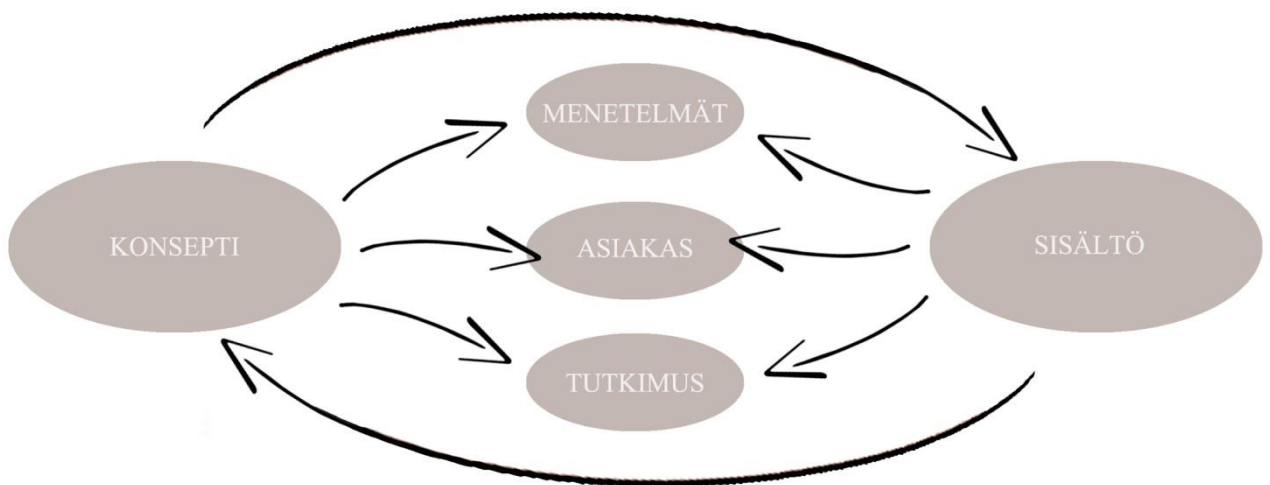 MENETELMÄT
KONSEPTI
ASIAKAS
SISÄLTÖ
TUTKIMUS